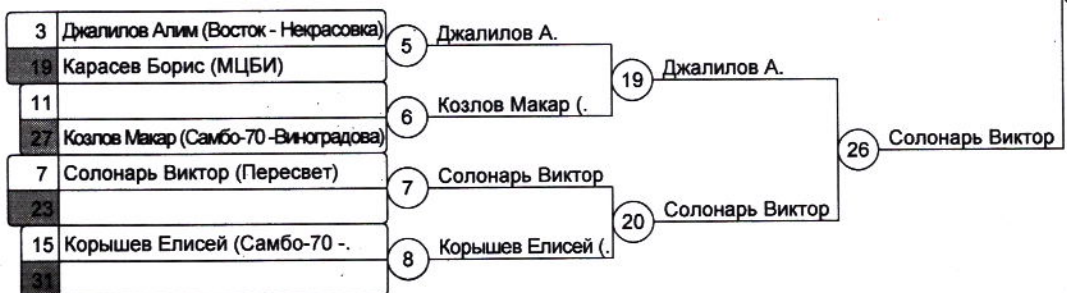 3 Джалилов Алим (Восток - Некрасовка)
19 Карасев Борис (МЦБИ)
11
27 Козлов Макар (Самбо-70 -Виноградова)
7 Солонарь Виктор (Пересвет)
23
15 Корышев Елисей (Самбо-70 -.
31
5 Джалилов А.
6 Козлов Макар (.
7 Солонарь Виктор
8 Корышев Елисей (.
19 Джалилов А.
20 Солонарь Виктор
26 Солонарь Виктор